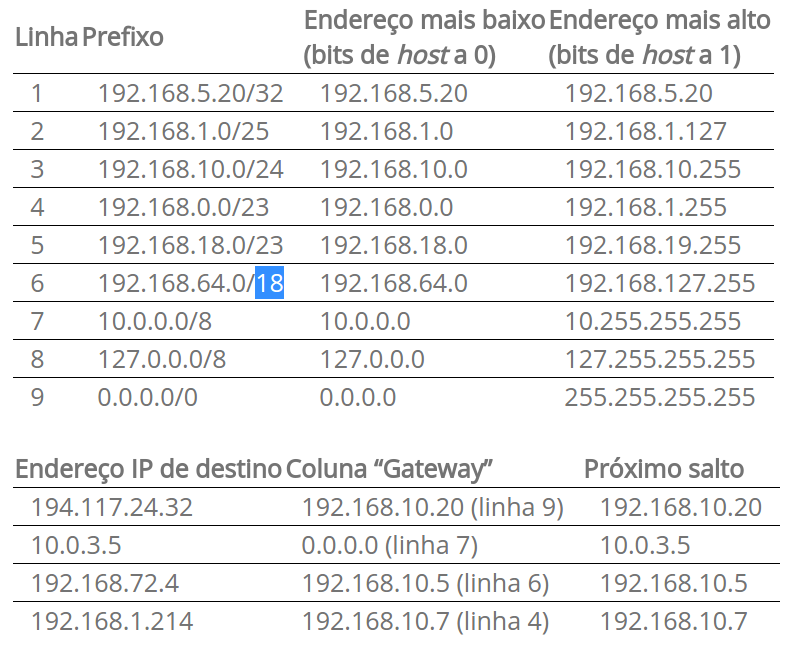 Linha Prefixo Endereço mais baixo (bits de host a 0) Endereço mais alto (bits de host a 1)
1 192.168.5.20/32 192.168.5.20 192.168.5.20
2 192.168.1.0/25 192.168.1.0 192.168.1.127
3 192.168.10.0/24 192.168.10.0 192.168.10.255
4 192.168.0.0/23 192.168.0.0 192.168.1.255
5 192.168.18.0/23 192.168.18.0 192.168.19.255
6 192.168.64.0/18 192.168.64.0 192.168.127.255
7 10.0.0.0/8 10.0.0.0 10.255.255.255
8 127.0.0.0/8 127.0.0.0 127.255.255.255
9 0.0.0.0/0 0.0.0.0 255.255.255.255
Endereço IP de destino Coluna “Gateway” Próximo salto
194.117.24.32 192.168.10.20 (linha 9) 192.168.10.20
10.0.3.5 0.0.0.0 (linha 7) 10.0.3.5
192.168.72.4 192.168.10.5 (linha 6) 192.168.10.5
192.168.1.214 192.168.10.7 (linha 4) 192.168.10.7